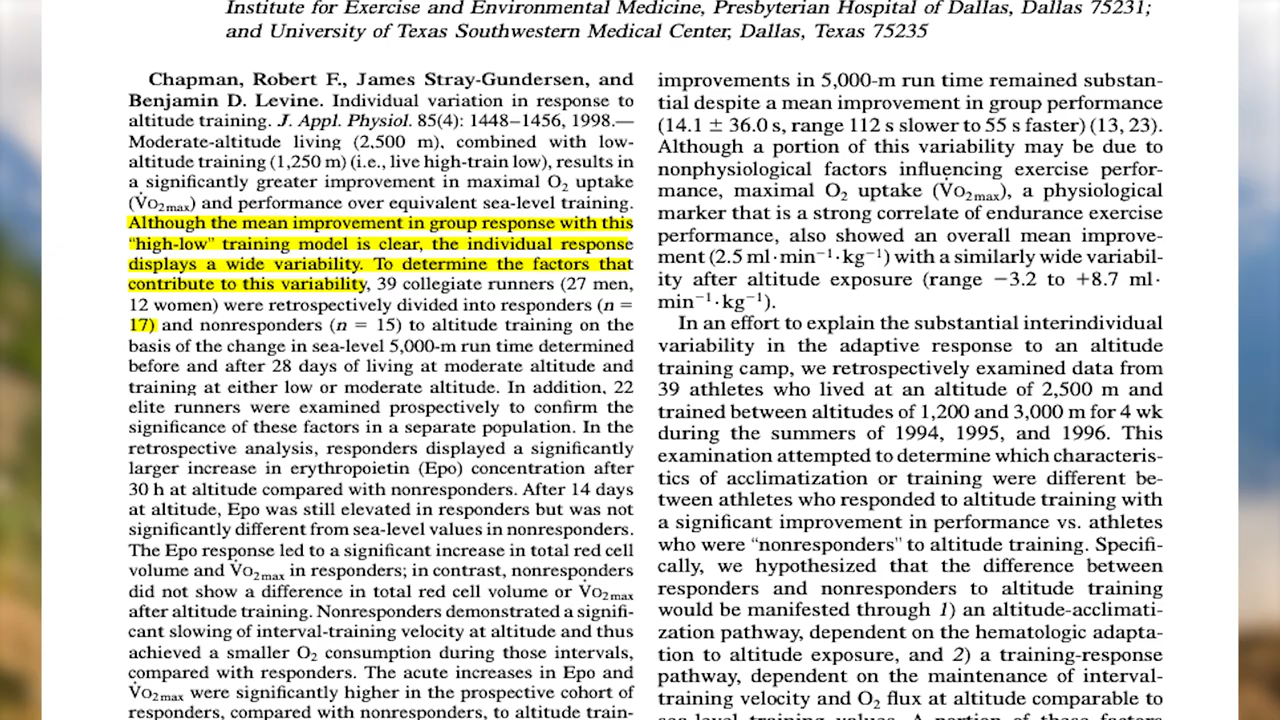 Institute for Exercise and Environmental Medicine, Presbyterian Hospital of Dallas, Dallas 75231;
and University of Texas Southwestern Medical Center, Dallas, Texas 75235
Chapman, Robert F., James Stray-Gundersen, and
Benjamin D. Levine. Individual variation in response to
altitude training. J. Appl. Physiol. 85(4): 1448–1456, 1998.—
Moderate-altitude living (2,500 m), combined with low-
altitude training (1,250 m) (i.e., live high-train low), results in
a significantly greater improvement in maximal O₂ uptake
(V̇O₂max) and performance over equivalent sea-level training.
Although the mean improvement in group response with this
“high-low” training model is clear, the individual response
displays a wide variability. To determine the factors that
contribute to this variability, 39 collegiate runners (27 men,
12 women) were retrospectively divided into responders (n =
17) and nonresponders (n = 15) to altitude training on the
basis of the change in sea-level 5,000-m run time determined
before and after 28 days of living at moderate altitude and
training at either low or moderate altitude. In addition, 22
elite runners were examined prospectively to confirm the
significance of these factors in a separate population. In the
retrospective analysis, responders displayed a significantly
larger increase in erythropoietin (Epo) concentration after
30 h at altitude compared with nonresponders. After 14 days
at altitude, Epo was still elevated in responders but was not
significantly different from sea-level values in nonresponders.
The Epo response led to a significant increase in total red cell
volume and V̇O₂max in responders; in contrast, nonresponders
did not show a difference in total red cell volume or V̇O₂max
after altitude training. Nonresponders demonstrated a signifi-
cant slowing of interval-training velocity at altitude and thus
achieved a smaller O₂ consumption during those intervals,
compared with responders. The acute increases in Epo and
V̇O₂max were significantly higher in the prospective cohort of
responders, compared with nonresponders, to altitude train-
improvements in 5,000-m run time remained substan-
tial despite a mean improvement in group performance
(14.1 ± 36.0 s, range 112 s slower to 55 s faster) (13, 23).
Although a portion of this variability may be due to
nonphysiological factors influencing exercise perfor-
mance, maximal O₂ uptake (V̇O₂max), a physiological
marker that is a strong correlate of endurance exercise
performance, also showed an overall mean improve-
ment (2.5 ml·min⁻¹·kg⁻¹) with a similarly wide variabil-
ity after altitude exposure (range −3.2 to +8.7 ml·
min⁻¹·kg⁻¹).
In an effort to explain the substantial interindividual
variability in the adaptive response to an altitude
training camp, we retrospectively examined data from
39 athletes who lived at an altitude of 2,500 m and
trained between altitudes of 1,200 and 3,000 m for 4 wk
during the summers of 1994, 1995, and 1996. This
examination attempted to determine which characteris-
tics of acclimatization or training were different be-
tween athletes who responded to altitude training with
a significant improvement in performance vs. athletes
who were “nonresponders” to altitude training. Specifi-
cally, we hypothesized that the difference between
responders and nonresponders to altitude training
would be manifested through 1) an altitude-acclimati-
zation pathway, dependent on the hematologic adapta-
tion to altitude exposure, and 2) a training-response
pathway, dependent on the maintenance of interval-
training velocity and O₂ flux at altitude comparable to
sea-level training values. A portion of these factors